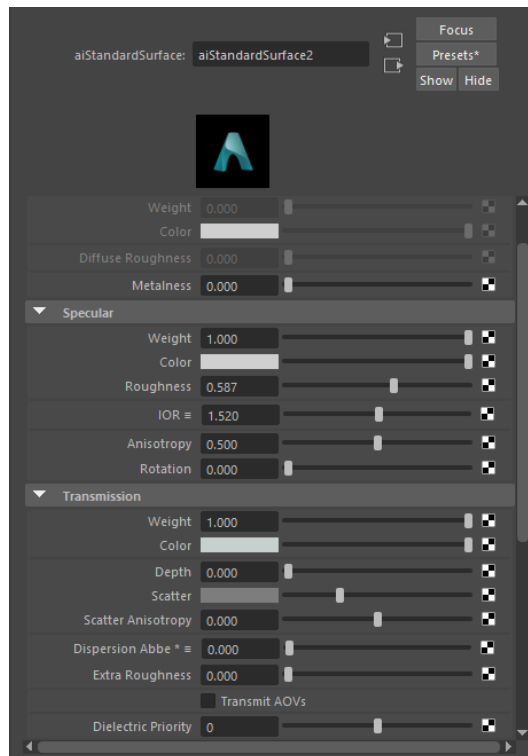 Focus
aiStandardSurface: aiStandardSurface2
Presets*
Show Hide
Weight 0.000
Color
Diffuse Roughness 0.000
Metalness 0.000
Specular
Weight 1.000
Color
Roughness 0.587
IOR ≡ 1.520
Anisotropy 0.500
Rotation 0.000
Transmission
Weight 1.000
Color
Depth 0.000
Scatter
Scatter Anisotropy 0.000
Dispersion Abbe * ≡ 0.000
Extra Roughness 0.000
Transmit AOVs
Dielectric Priority 0